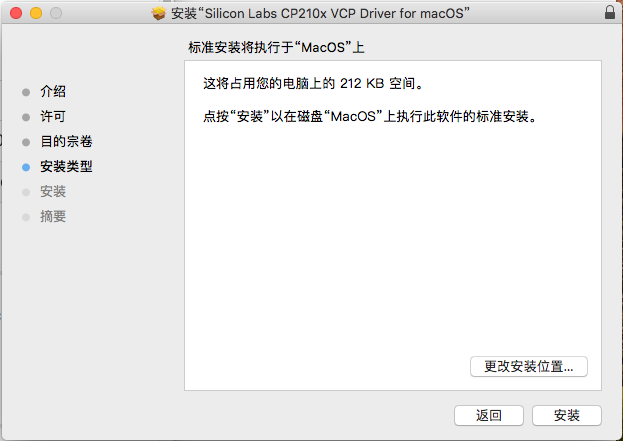 安装“Silicon Labs CP210x VCP Driver for macOS”
标准安装将执行于“MacOS”上
介绍
许可
目的宗卷
安装类型
安装
摘要
这将占用您的电脑上的 212 KB 空间。
点按“安装”以在磁盘“MacOS”上执行此软件的标准安装。
更改安装位置...
返回
安装